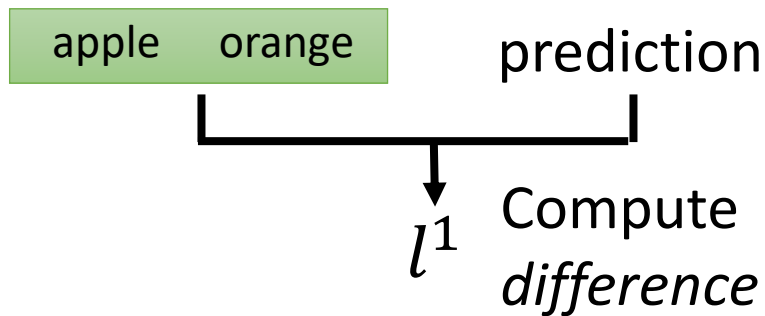 apple orange
prediction
l¹
Compute
difference